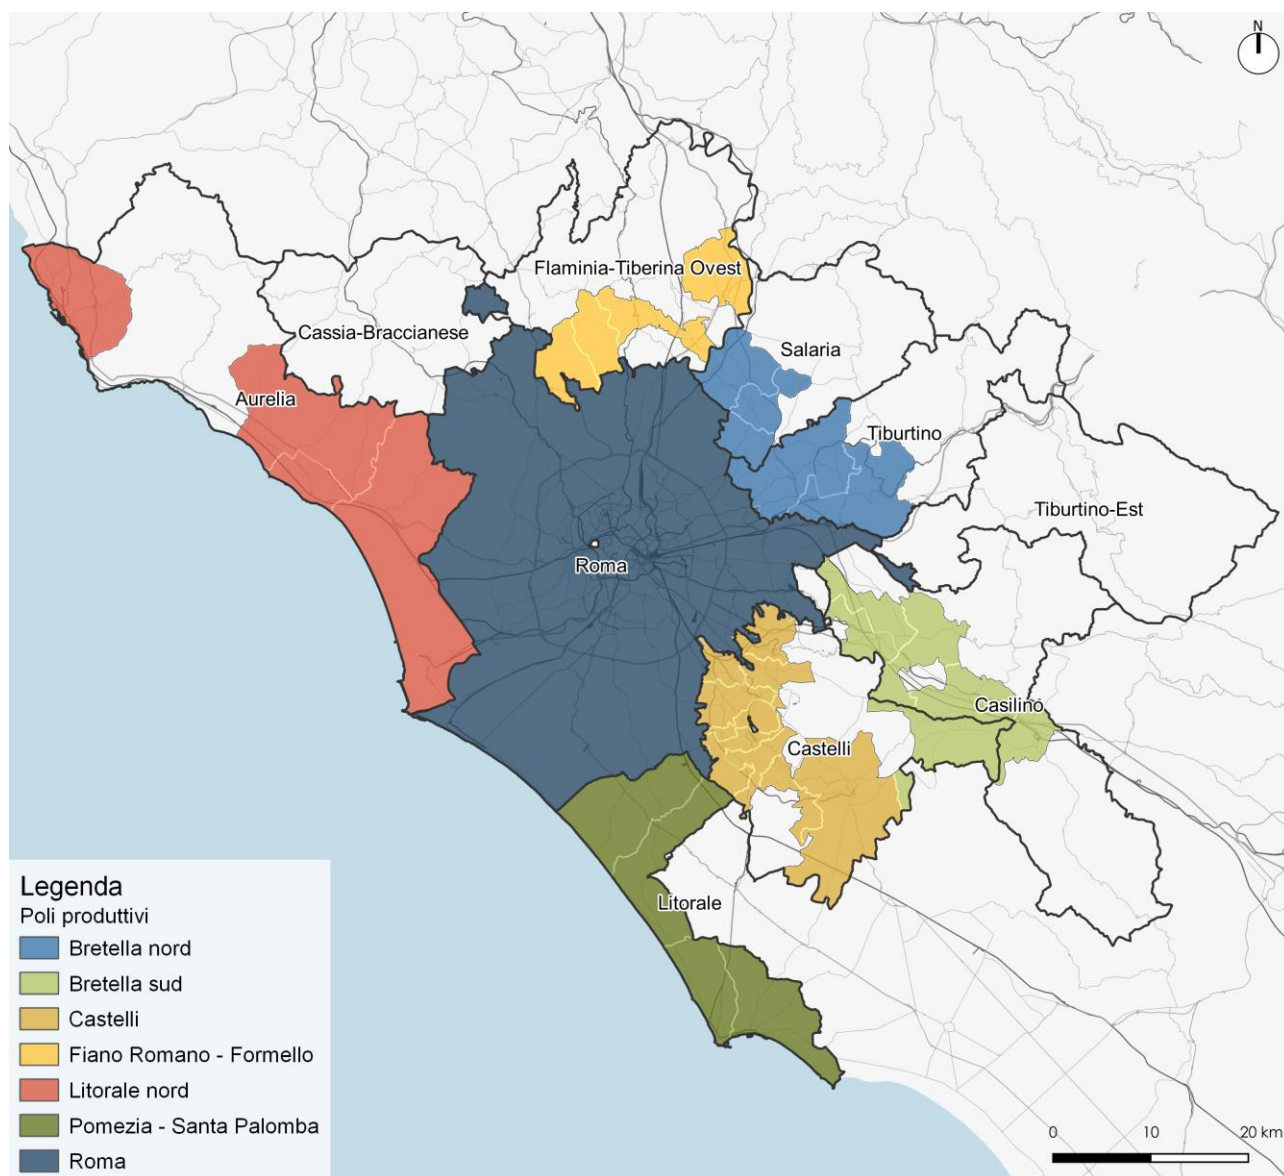 N
Flaminia-Tiberina Ovest
Cassia-Braccianese
Salaria
Aurelia
Tiburtino
Tiburtino-Est
Roma
Casilino
Castelli
Litorale
Legenda
Poli produttivi
Bretella nord
Bretella sud
Castelli
Fiano Romano - Formello
Litorale nord
Pomezia - Santa Palomba
Roma
0 10 20 km